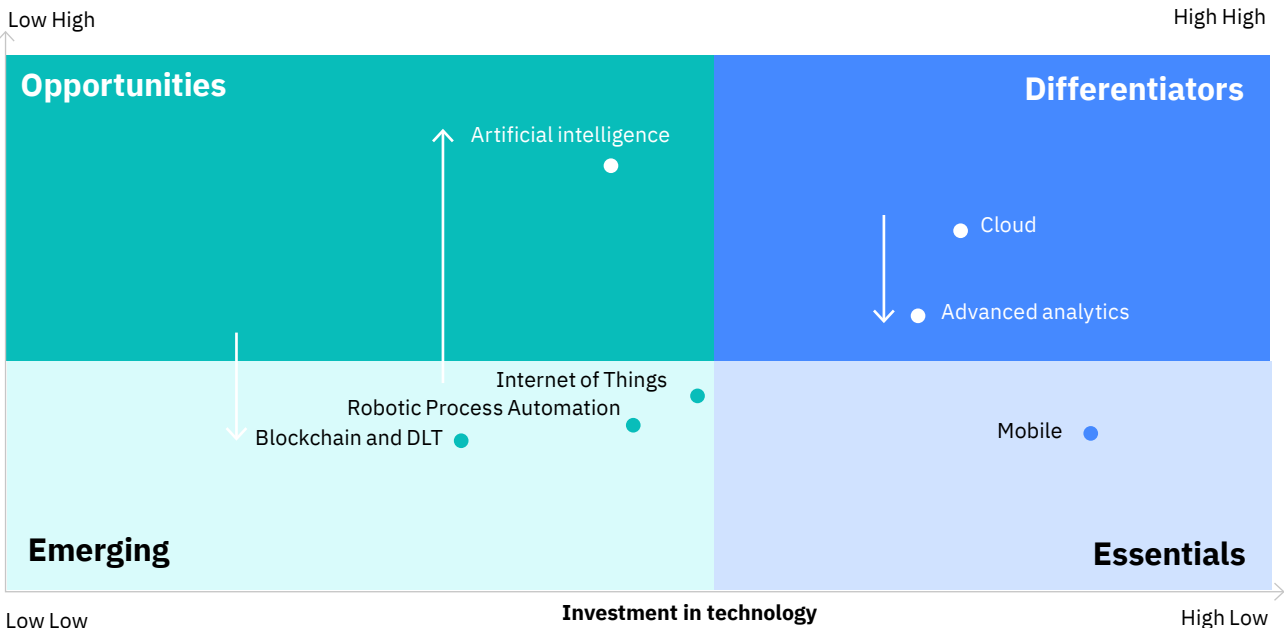 Low High
High High
Opportunities
Differentiators
Artificial intelligence
Cloud
Advanced analytics
Internet of Things
Robotic Process Automation
Blockchain and DLT
Mobile
Emerging
Essentials
Low Low
Investment in technology
High Low